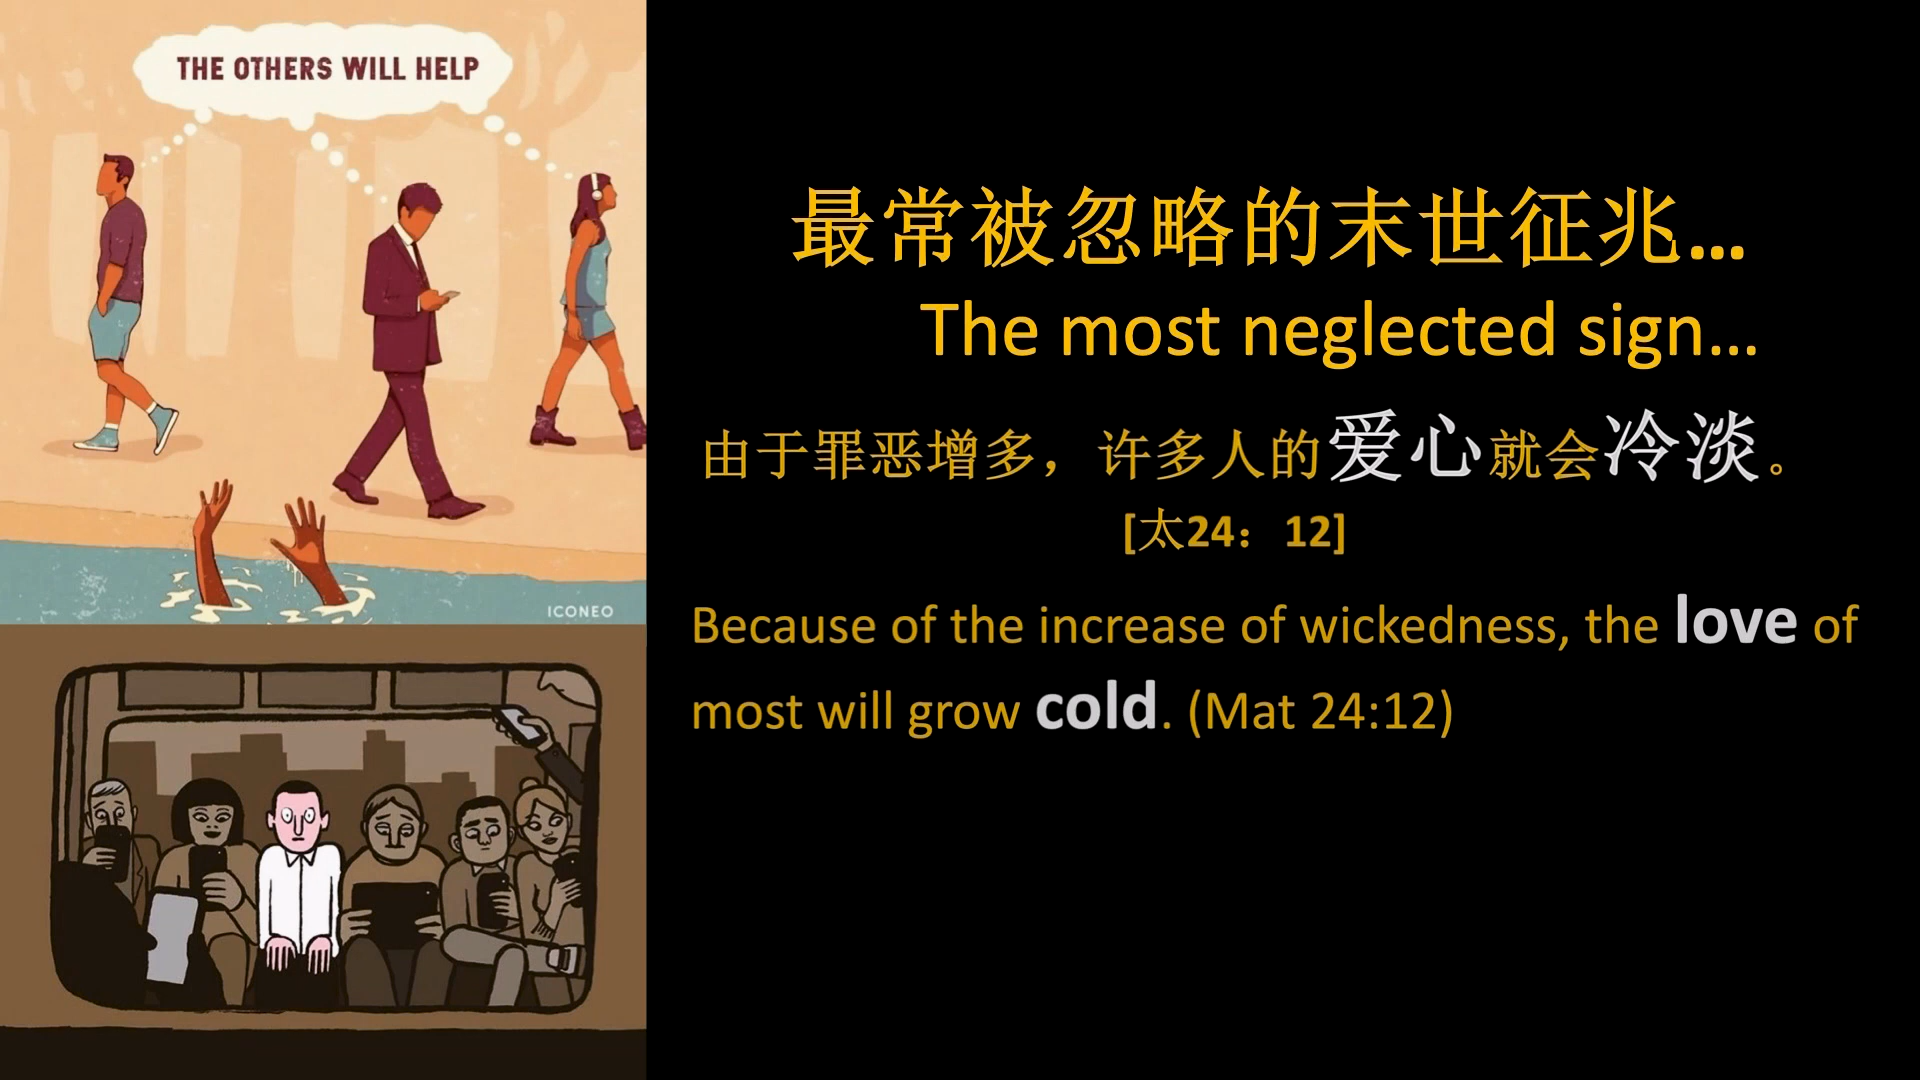 THE OTHERS WILL HELP
ICONEO
最常被忽略的末世征兆...
The most neglected sign...
由于罪恶增多，许多人的爱心就会冷淡。
[太24：12]
Because of the increase of wickedness, the love of
most will grow cold. (Mat 24:12)